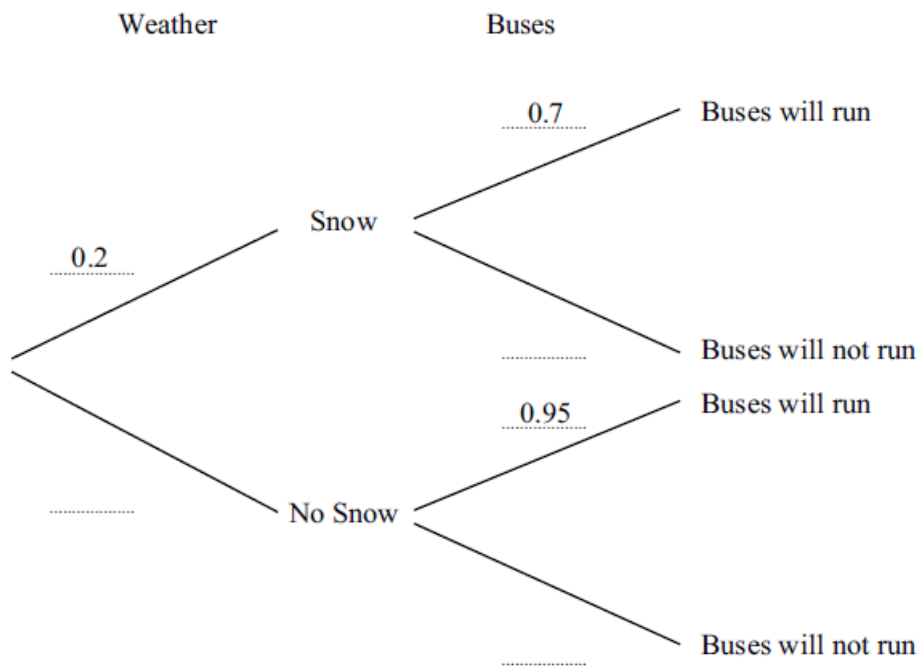 Weather Buses
0.7
Buses will run
Snow
0.2
Buses will not run
0.95
Buses will run
No Snow
Buses will not run